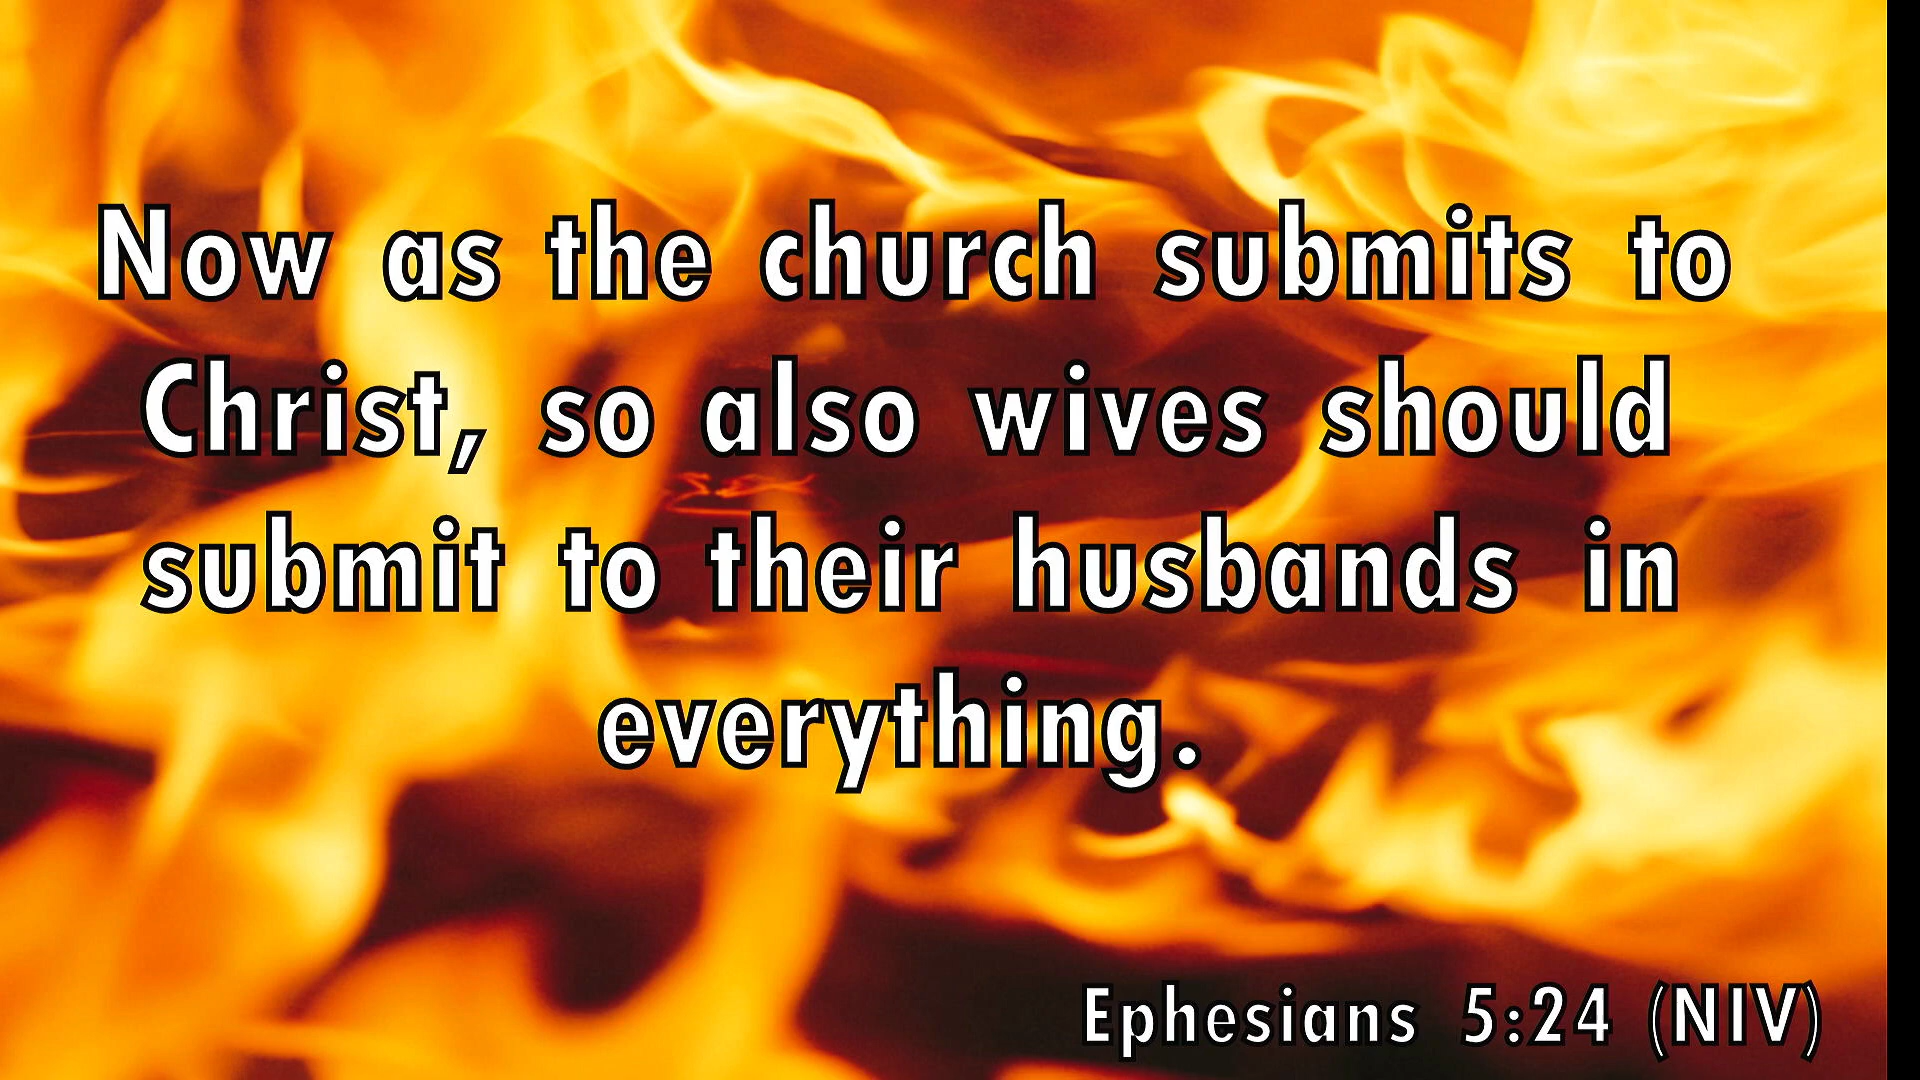 Now as the church submits to
Christ, so also wives should
submit to their husbands in
everything.
Ephesians 5:24 (NIV)